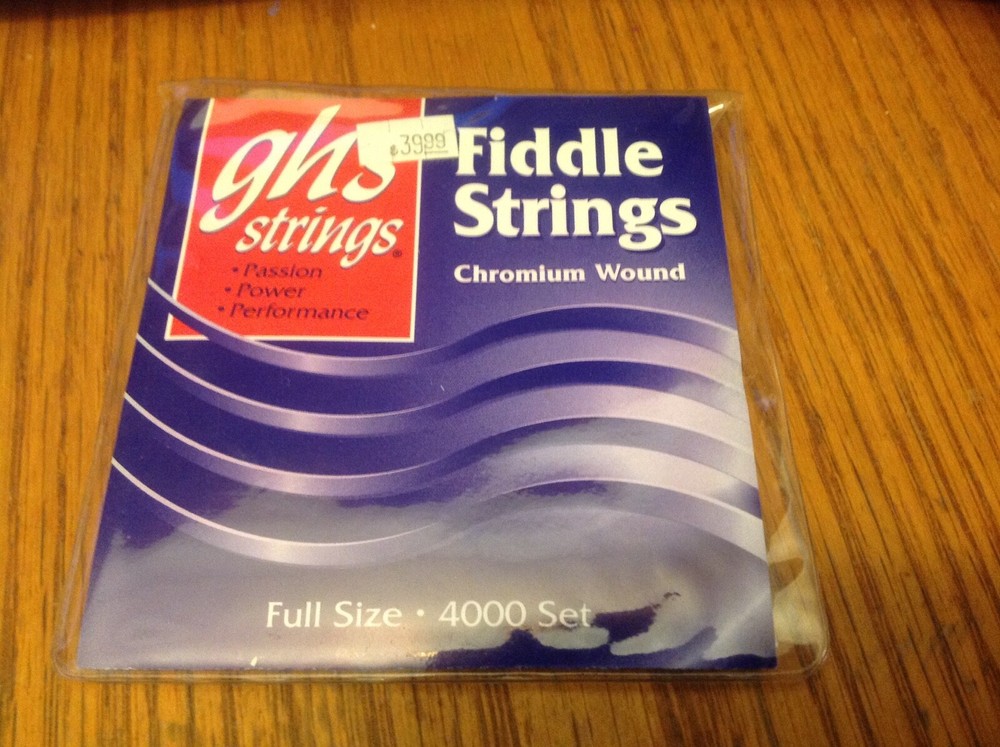 ghs
strings®
• Passion
• Power
• Performance
39.99
Fiddle
Strings
Chromium Wound
Full Size • 4000 Set